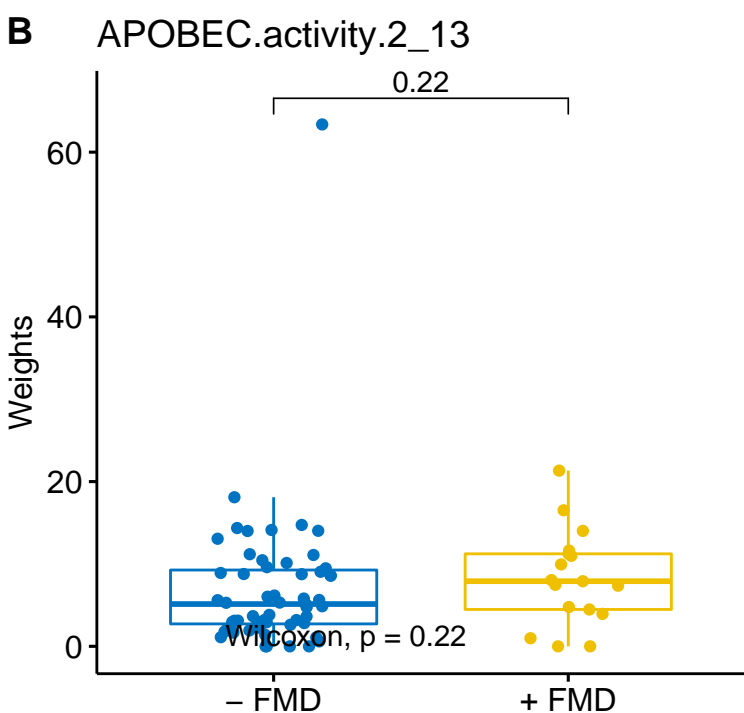 B APOBEC.activity.2_13
0.22
60
40
20
0
Weights
Wilcoxon, p = 0.22
− FMD
+ FMD